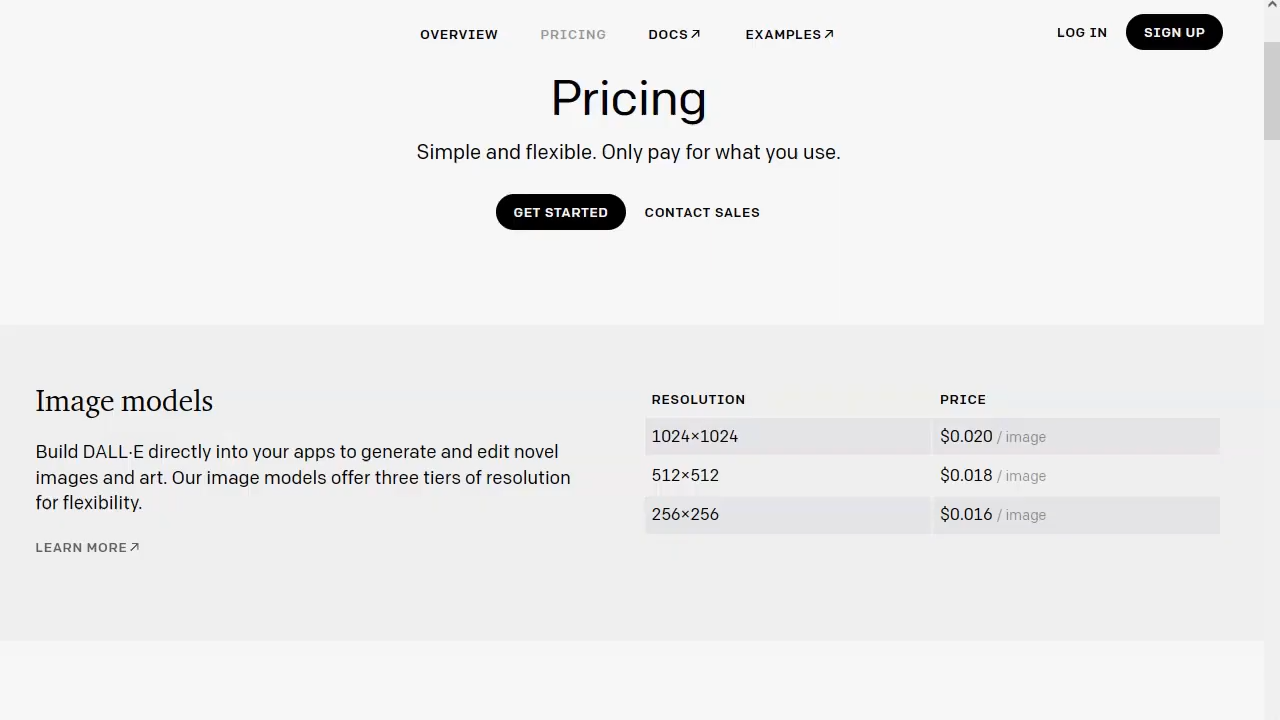 OVERVIEW PRICING DOCS↗ EXAMPLES↗ LOG IN SIGN UP
Pricing
Simple and flexible. Only pay for what you use.
GET STARTED CONTACT SALES
Image models
Build DALL·E directly into your apps to generate and edit novel
images and art. Our image models offer three tiers of resolution
for flexibility.
LEARN MORE↗
RESOLUTION PRICE
1024×1024 $0.020 / image
512×512 $0.018 / image
256×256 $0.016 / image